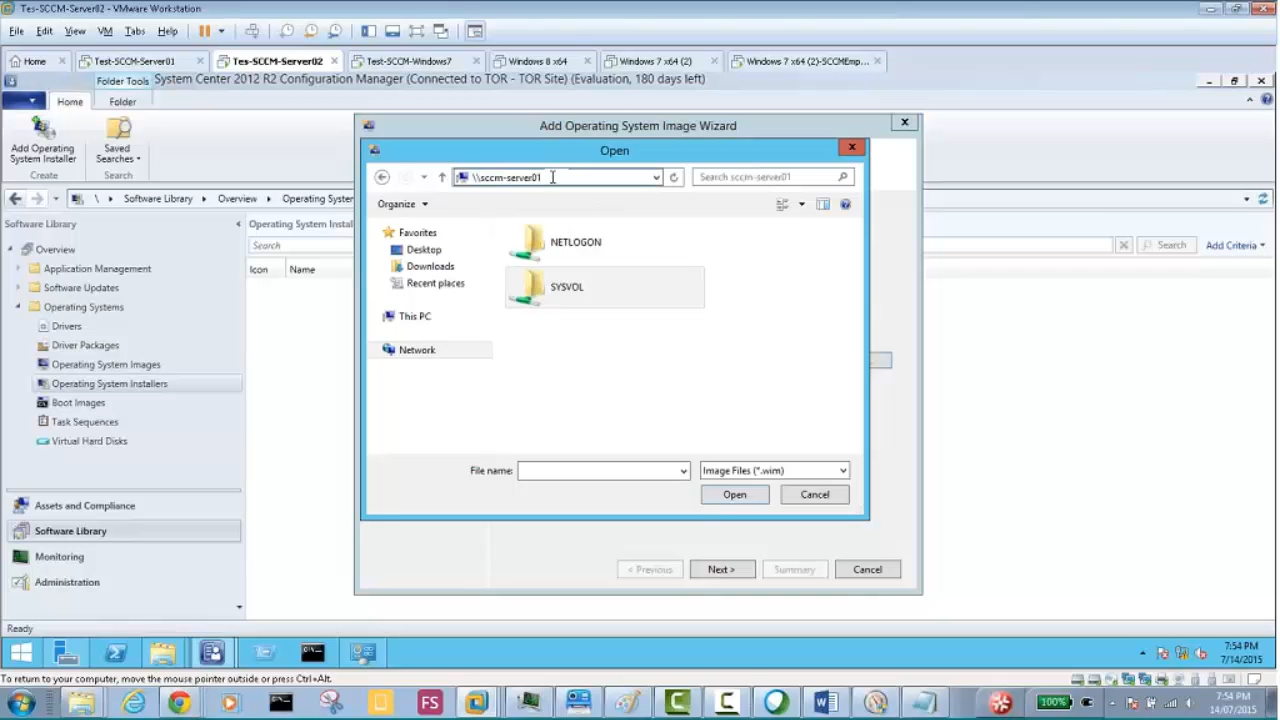 Tes-SCCM-Server02 - VMware Workstation
File Edit View VM Tabs Help
Home Test-SCCM-Server01 Tes-SCCM-Server02 Test-SCCM-Windows7 Windows 8 x64 Windows 7 x64 (2) Windows 7 x64 (2)-SCCMEmp...
Folder Tools System Center 2012 R2 Configuration Manager (Connected to TOR - TOR Site) (Evaluation, 180 days left)
Home Folder
Add Operating System Installer
Saved Searches
Create Search
\ Software Library Overview Operating Syste
Software Library
Overview
Application Management
Software Updates
Operating Systems
Drivers
Driver Packages
Operating System Images
Operating System Installers
Boot Images
Task Sequences
Virtual Hard Disks
Assets and Compliance
Software Library
Monitoring
Administration
Operating System Instal
Search Search Add Criteria
Icon Name
Add Operating System Image Wizard
Open
\\sccm-server01 Search sccm-server01
Organize
Favorites
Desktop
Downloads
Recent places
This PC
Network
NETLOGON
SYSVOL
File name: Image Files (*.wim)
Open Cancel
< Previous Next > Summary Cancel
Ready
7:54 PM
7/14/2015
To return to your computer, move the mouse pointer outside or press Ctrl+Alt.
FS
100%
7:54 PM
14/07/2015